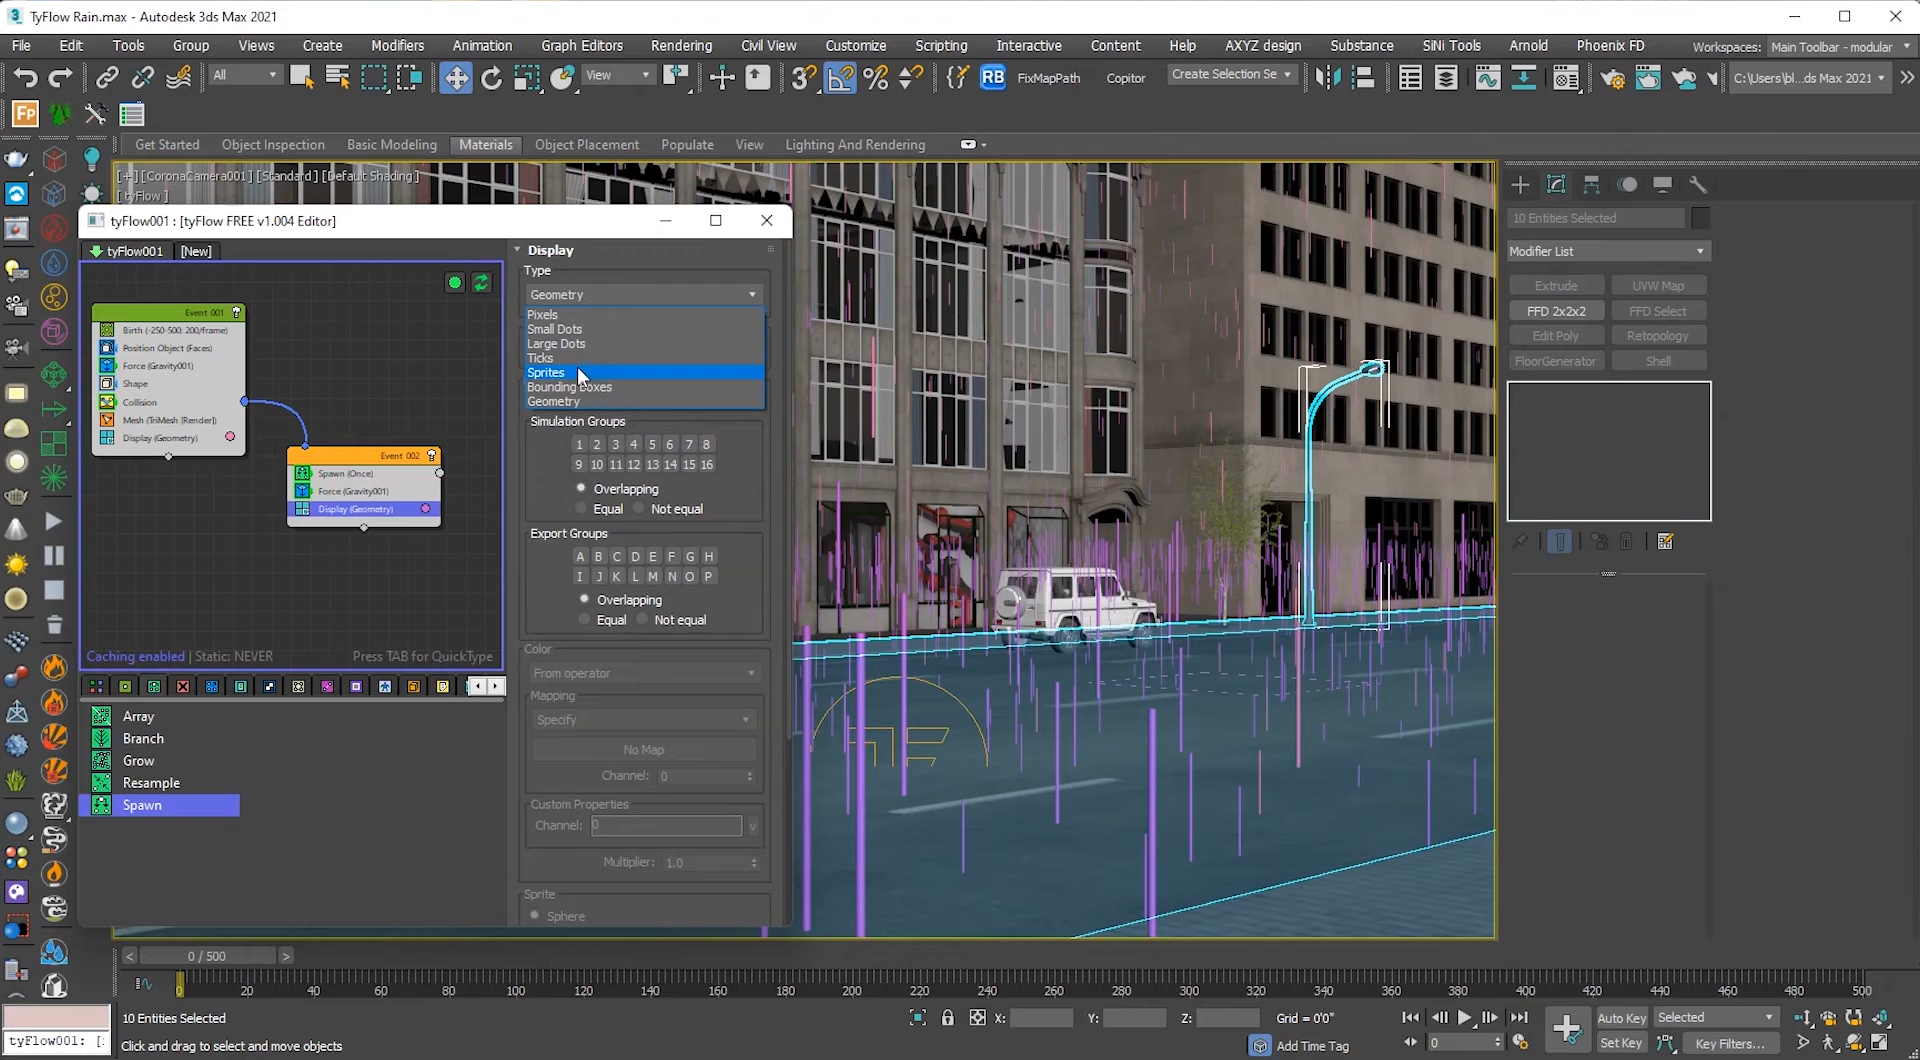 TyFlow Rain.max - Autodesk 3ds Max 2021
File Edit Tools Group Views Create Modifiers Animation Graph Editors Rendering Civil View Customize Scripting Interactive Content Help AXYZ design Substance SiNi Tools Arnold Phoenix FD Workspaces: Main Toolbar - modular
All View RB FixMapPath Copitor Create Selection Se C:\Users\bl...ds Max 2021
Fp
Get Started Object Inspection Basic Modeling Materials Object Placement Populate View Lighting And Rendering
[+] [CoronaCamera001] [Standard] [Default Shading]
[ tyFlow ]
tyFlow001 : [tyFlow FREE v1.004 Editor]
tyFlow001 [New]
Event 001
Birth (-250-500: 200/frame)
Position Object (Faces)
Force (Gravity001)
Shape
Collision
Mesh (TriMesh |Render|)
Display (Geometry)
Event 002
Spawn (Once)
Force (Gravity001)
Display (Geometry)
Caching enabled | Static: NEVER Press TAB for QuickType
Array
Branch
Grow
Resample
Spawn
Display
Type
Geometry
Pixels
Small Dots
Large Dots
Ticks
Sprites
Bounding Boxes
Geometry
Simulation Groups
1 2 3 4 5 6 7 8
9 10 11 12 13 14 15 16
Overlapping
Equal Not equal
Export Groups
A B C D E F G H
I J K L M N O P
Overlapping
Equal Not equal
Color
From operator
Mapping
Specify
No Map
Channel: 0
Custom Properties
Channel: 0 v
Multiplier: 1.0
Sprite
Sphere
10 Entities Selected
Modifier List
Extrude UVW Map
FFD 2x2x2 FFD Select
Edit Poly Retopology
FloorGenerator Shell
< 0 / 500 >
0 20 40 60 80 100 120 140 160 180 200 220 240 260 280 300 320 340 360 380 400 420 440 460 480 500
10 Entities Selected X: Y: Z: Grid = 0'0" Auto Key Selected
tyFlow001: [: Click and drag to select and move objects Add Time Tag 0 Set Key Key Filters...